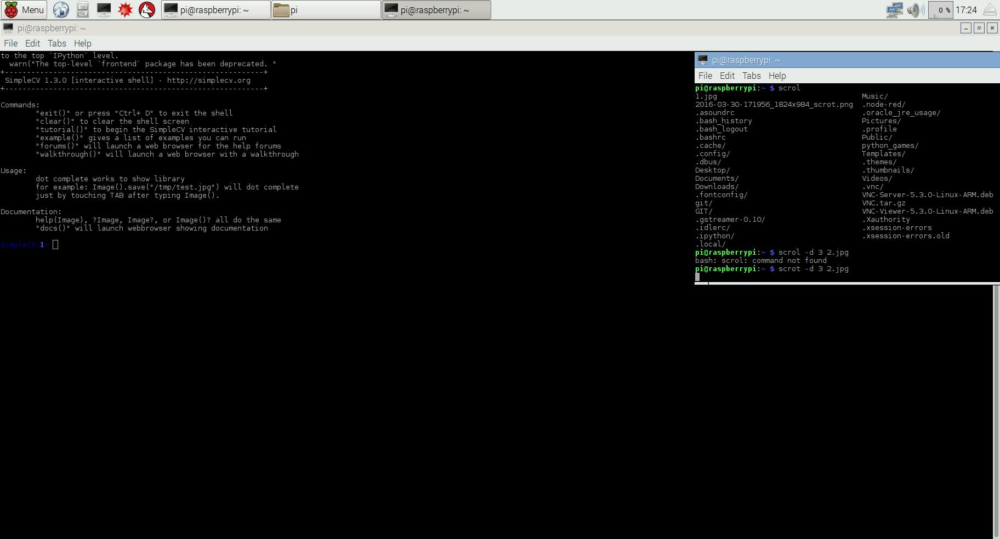 Menu
pi@raspberrypi: ~
pi
pi@raspberrypi: ~
0 %
17:24
pi@raspberrypi: ~
File Edit Tabs Help
to the top `IPython` level.
warn("The top-level `frontend` package has been deprecated. "
+-----------------------------------------------------------+
SimpleCV 1.3.0 [interactive shell] - http://simplecv.org
+-----------------------------------------------------------+
Commands:
"exit()" or press "Ctrl+ D" to exit the shell
"clear()" to clear the shell screen
"tutorial()" to begin the SimpleCV interactive tutorial
"example()" gives a list of examples you can run
"forums()" will launch a web browser for the help forums
"walkthrough()" will launch a web browser with a walkthrough
Usage:
dot complete works to show library
for example: Image().save("/tmp/test.jpg") will dot complete
just by touching TAB after typing Image().
Documentation:
help(Image), ?Image, Image?, or Image()? all do the same
"docs()" will launch webbrowser showing documentation
SimpleCV:1>
pi@raspberrypi: ~
File Edit Tabs Help
pi@raspberrypi:~ $ scrol
1.jpg Music/
2016-03-30-171956_1824x984_scrot.png .node-red/
.asoundrc .oracle_jre_usage/
.bash_history Pictures/
.bash_logout .profile
.bashrc Public/
.cache/ python_games/
.config/ Templates/
.dbus/ .themes/
Desktop/ .thumbnails/
Documents/ Videos/
Downloads/ .vnc/
.fontconfig/ VNC-Server-5.3.0-Linux-ARM.deb
git/ VNC.tar.gz
GIT/ VNC-Viewer-5.3.0-Linux-ARM.deb
.gstreamer-0.10/ .Xauthority
.idlerc/ .xsession-errors
.ipython/ .xsession-errors.old
.local/
pi@raspberrypi:~ $ scrol -d 3 2.jpg
bash: scrol: command not found
pi@raspberrypi:~ $ scrot -d 3 2.jpg